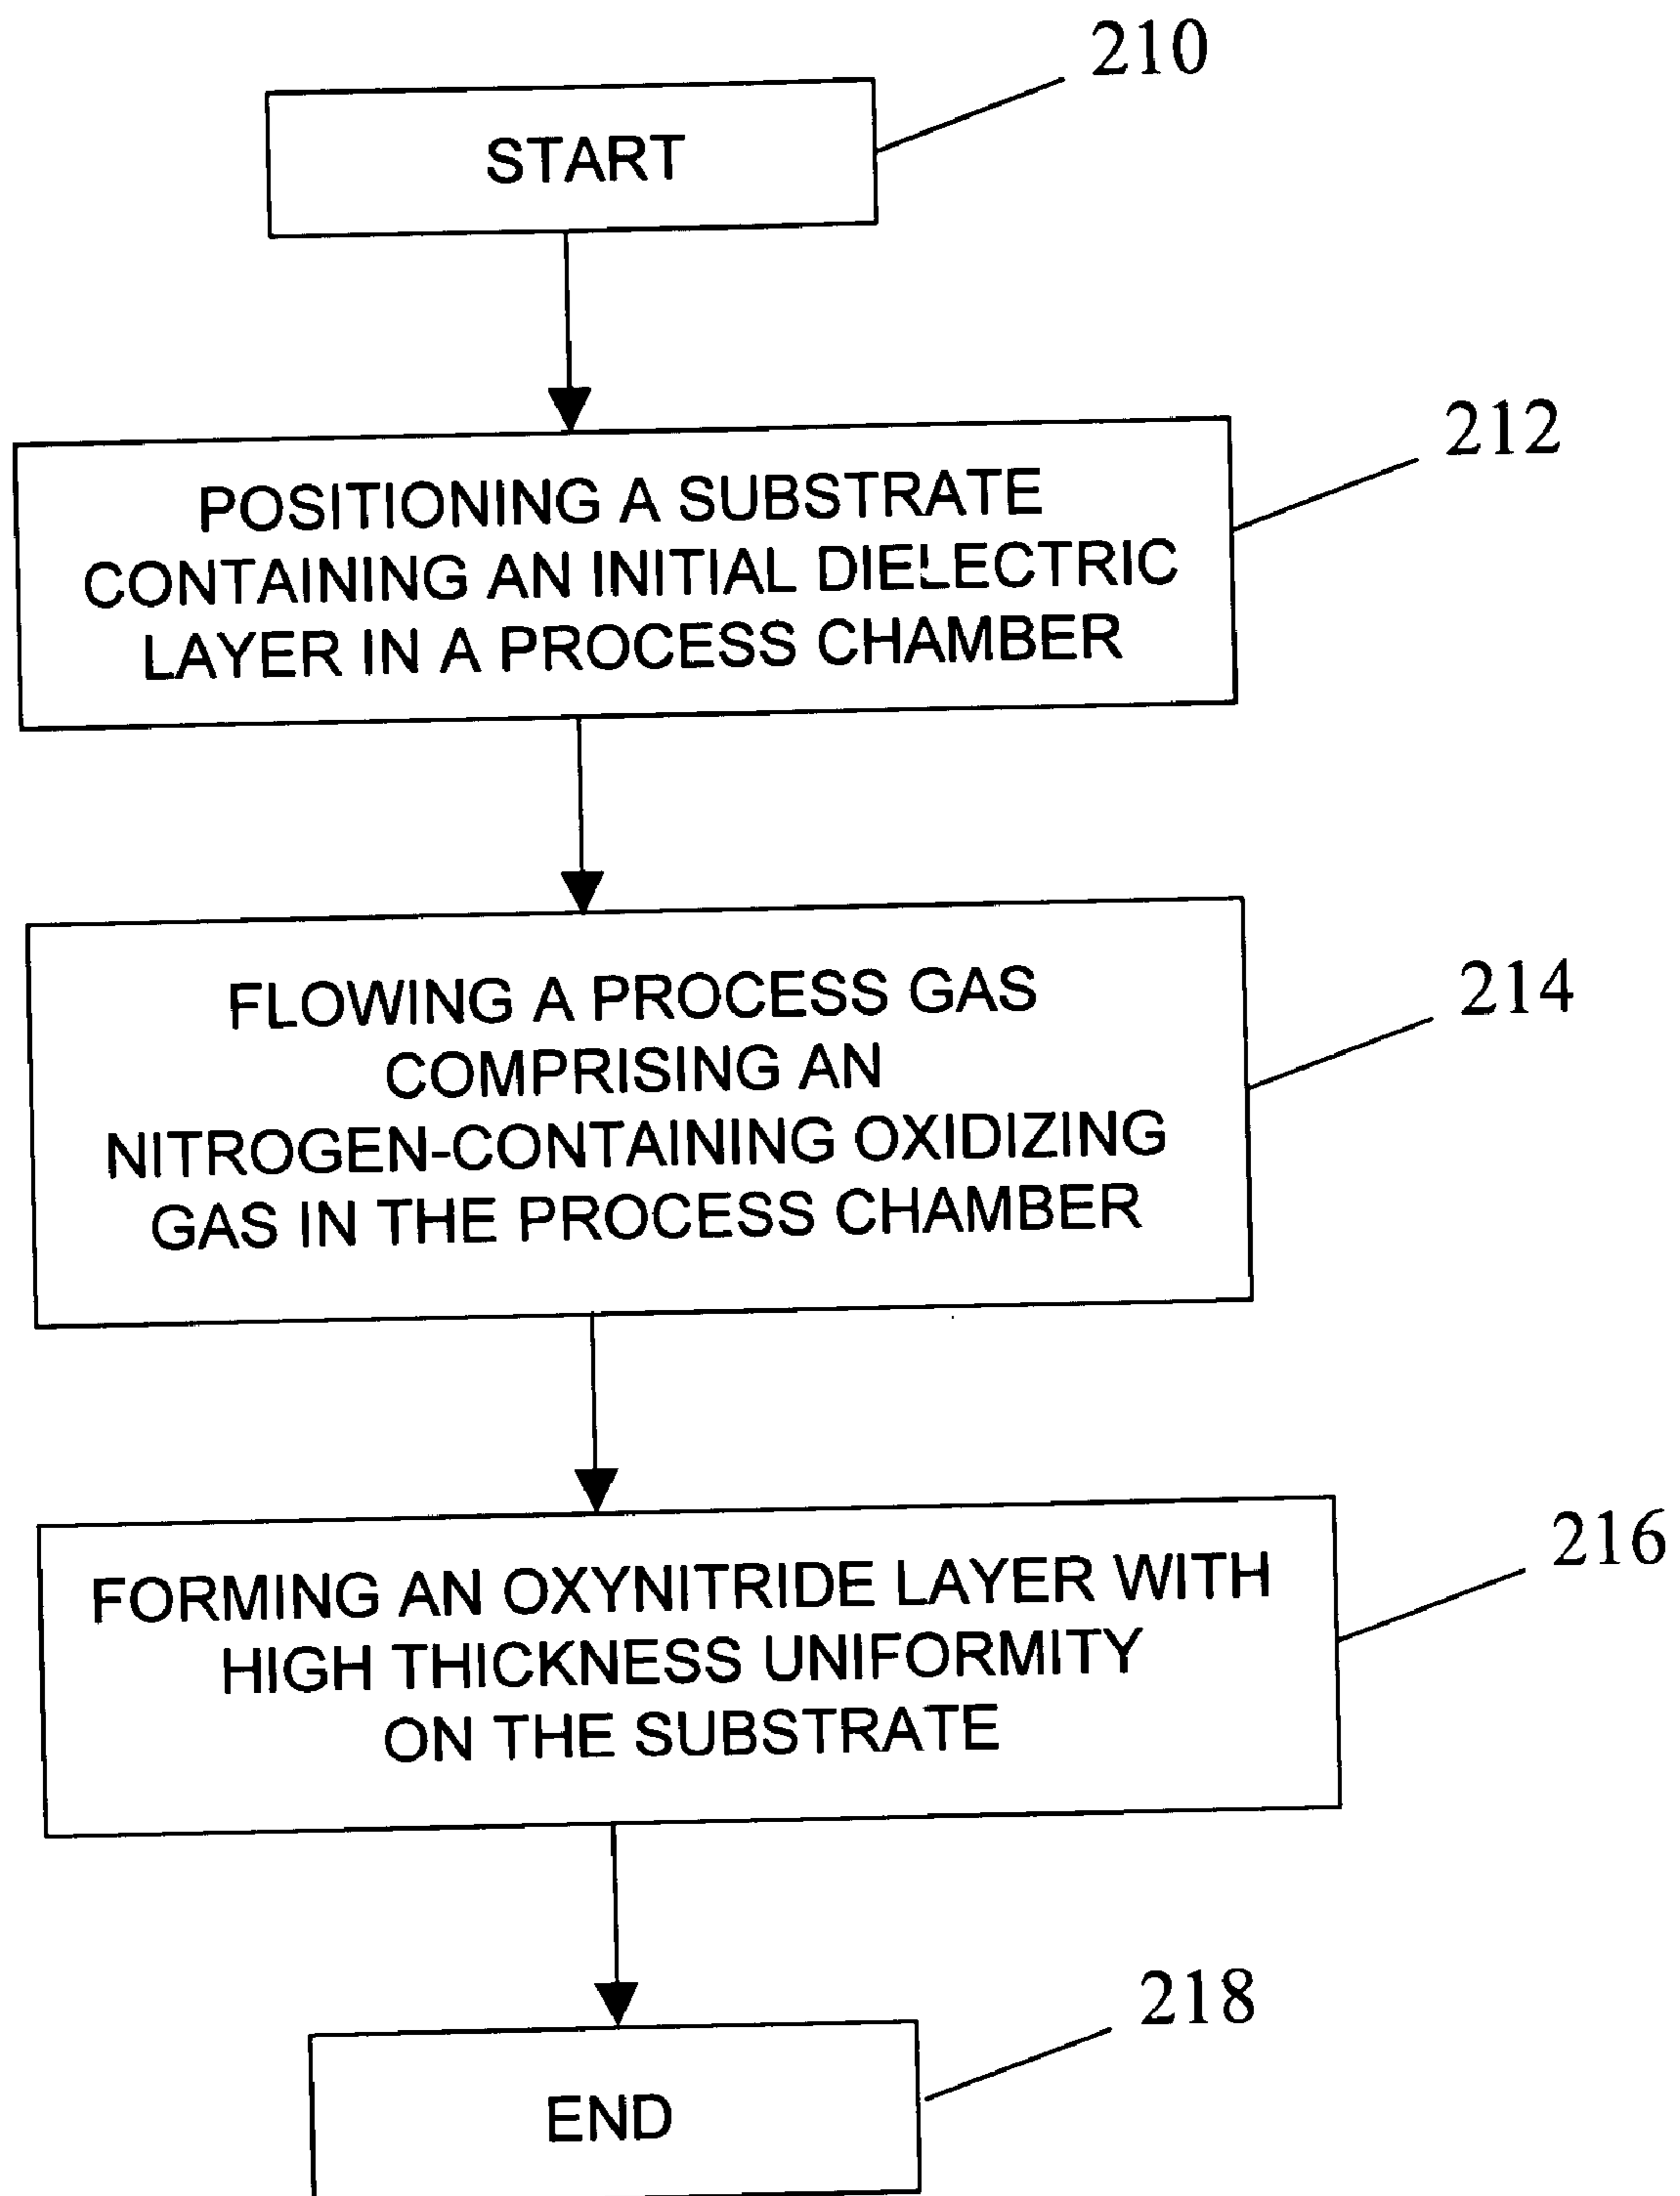 210
START
212
POSITIONING A SUBSTRATE
CONTAINING AN INITIAL DIELECTRIC
LAYER IN A PROCESS CHAMBER
214
FLOWING A PROCESS GAS
COMPRISING AN
NITROGEN-CONTAINING OXIDIZING
GAS IN THE PROCESS CHAMBER
216
FORMING AN OXYNITRIDE LAYER WITH
HIGH THICKNESS UNIFORMITY
ON THE SUBSTRATE
218
END